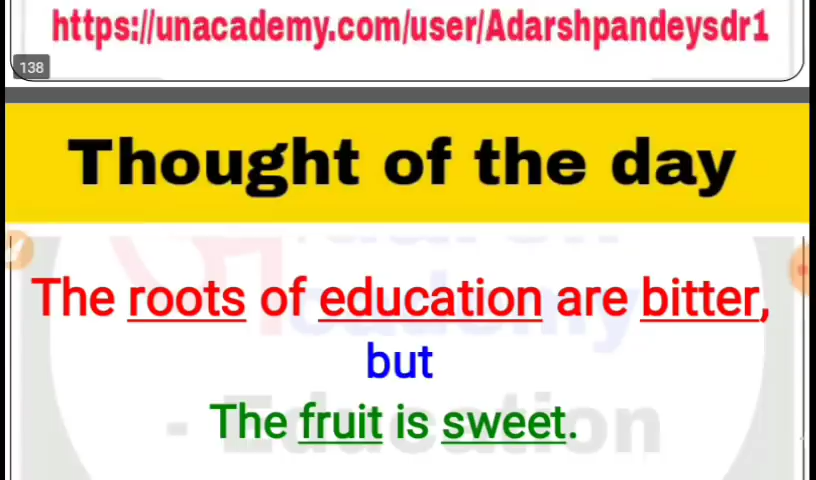 https://unacademy.com/user/Adarshpandeysdr1
138
Thought of the day
The roots of education are bitter,
but
The fruit is sweet.
- Education